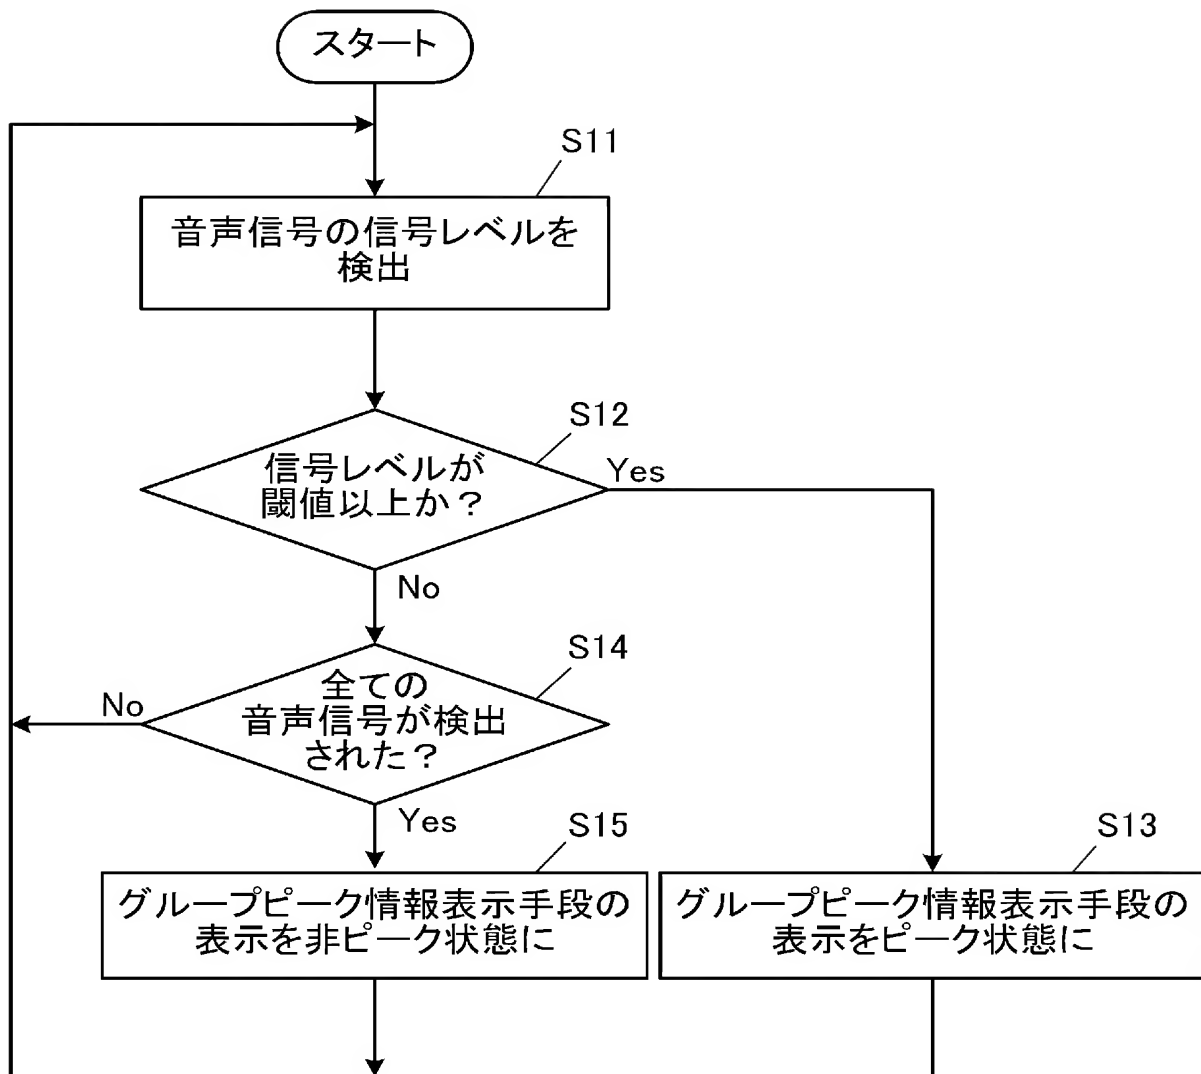 スタート
S11
音声信号の信号レベルを
検出
S12
信号レベルが
閾値以上か？
Yes
No
S14
全ての
音声信号が検出
された？
No
Yes
S15
グループピーク情報表示手段の
表示を非ピーク状態に
S13
グループピーク情報表示手段の
表示をピーク状態に